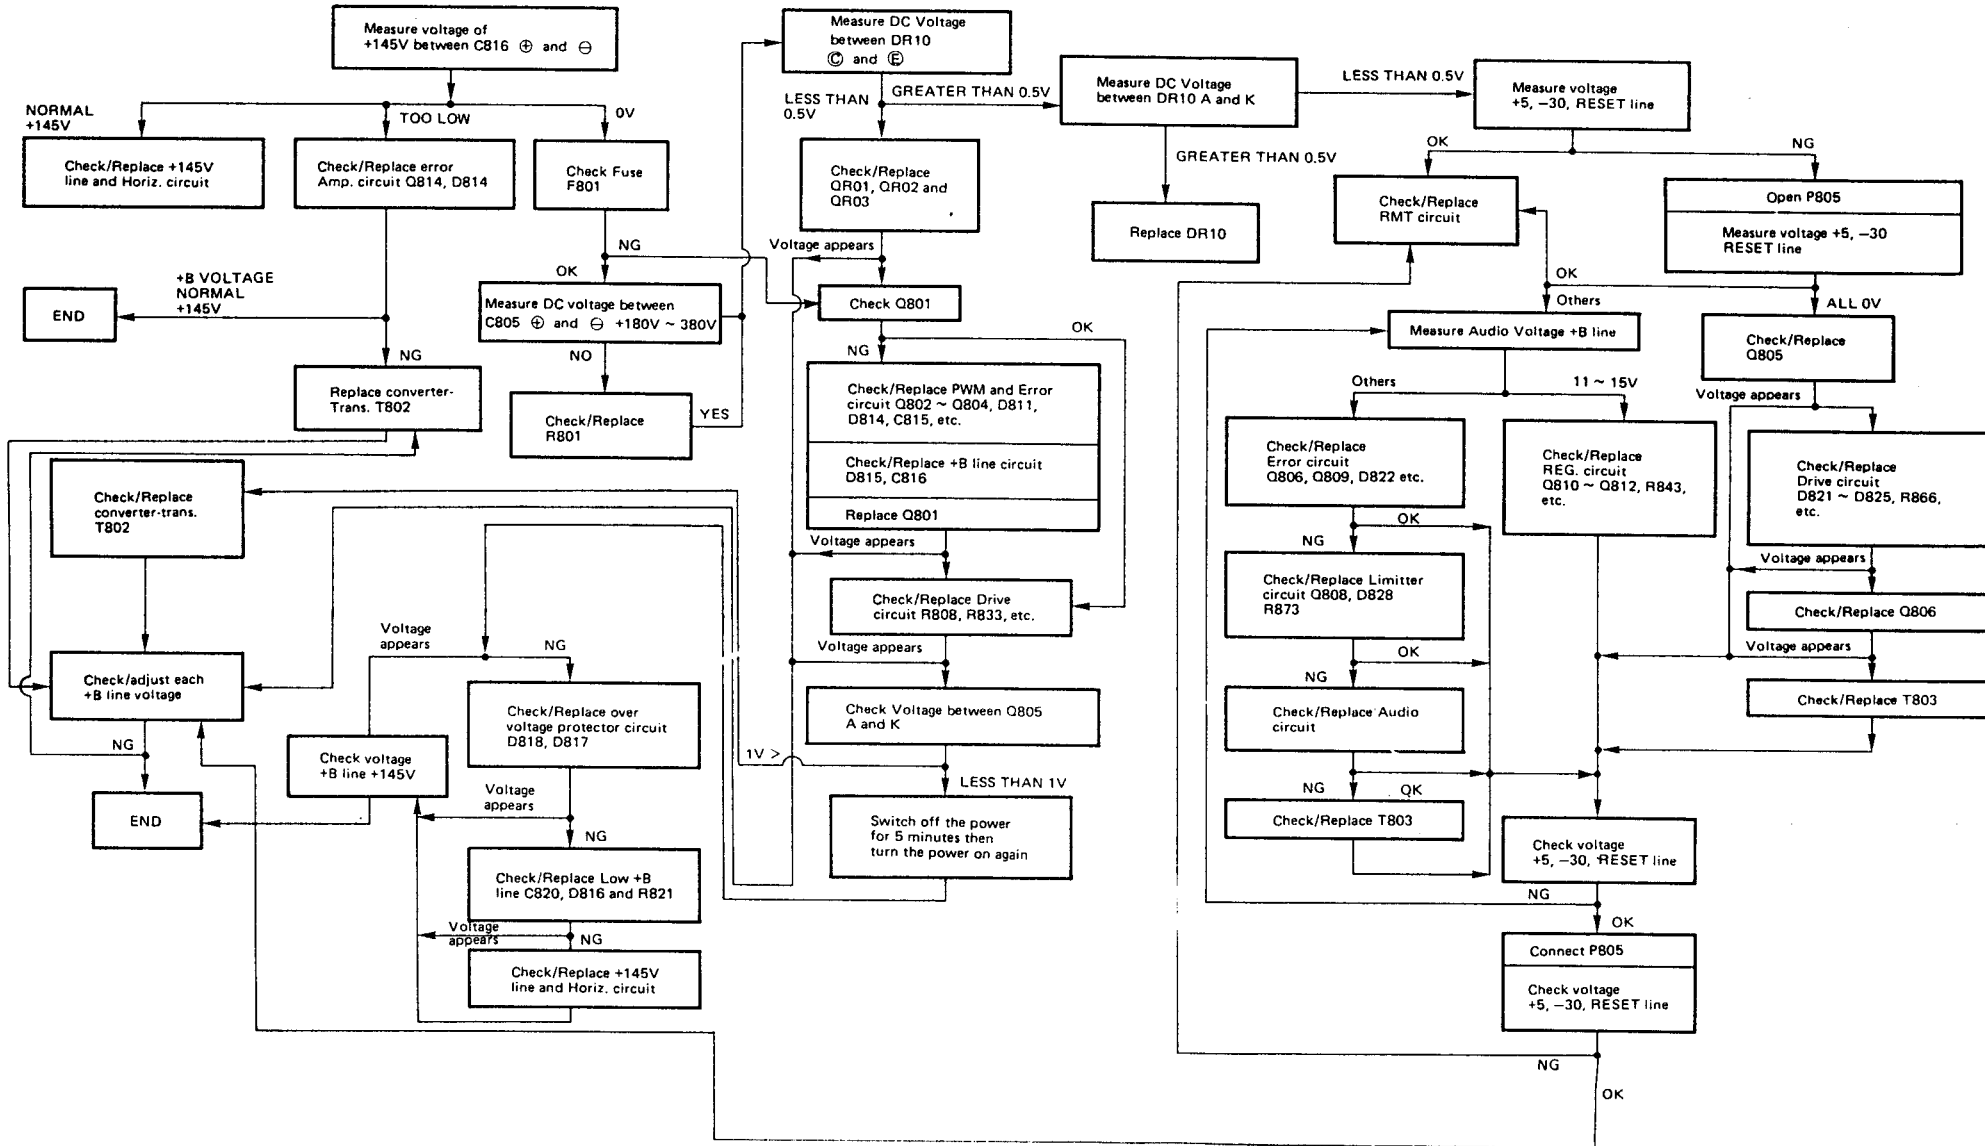 Measure voltage of
+145V between C816 ⊕ and ⊖
NORMAL
+145V
TOO LOW
0V
Check/Replace +145V
line and Horiz. circuit
Check/Replace error
Amp. circuit Q814, D814
Check Fuse
F801
NG
OK
+B VOLTAGE
NORMAL
+145V
END
NG
Measure DC voltage between
C805 ⊕ and ⊖ +180V ~ 380V
NO
Replace converter-
Trans. T802
Check/Replace
R801
YES
Check/Replace
converter-trans.
T802
Check/adjust each
+B line voltage
NG
END
Voltage
appears
NG
Check/Replace over
voltage protector circuit
D818, D817
Check voltage
+B line +145V
Voltage
appears
NG
Check/Replace Low +B
line C820, D816 and R821
Voltage
appears
NG
Check/Replace +145V
line and Horiz. circuit
Measure DC Voltage
between DR10
Ⓒ and Ⓔ
LESS THAN
0.5V
GREATER THAN 0.5V
Check/Replace
QR01, QR02 and
QR03
Voltage appears
Check Q801
OK
NG
Check/Replace PWM and Error
circuit Q802 ~ Q804, D811,
D814, C815, etc.
Check/Replace +B line circuit
D815, C816
Replace Q801
Voltage appears
Check/Replace Drive
circuit R808, R833, etc.
Voltage appears
Check Voltage between Q805
A and K
1V >
LESS THAN 1V
Switch off the power
for 5 minutes then
turn the power on again
Measure DC Voltage
between DR10 A and K
LESS THAN 0.5V
GREATER THAN 0.5V
Replace DR10
Measure voltage
+5, −30, RESET line
OK
NG
Check/Replace
RMT circuit
Open P805
Measure voltage +5, −30
RESET line
OK
Others
ALL 0V
Measure Audio Voltage +B line
Check/Replace
Q805
Others
11 ~ 15V
Voltage appears
Check/Replace
Error circuit
Q806, Q809, D822 etc.
Check/Replace
REG. circuit
Q810 ~ Q812, R843,
etc.
Check/Replace
Drive circuit
D821 ~ D825, R866,
etc.
OK
NG
Voltage appears
Check/Replace Limitter
circuit Q808, D828
R873
Check/Replace Q806
OK
NG
Voltage appears
Check/Replace Audio
circuit
Check/Replace T803
NG
OK
Check/Replace T803
Check voltage
+5, −30, RESET line
NG
OK
Connect P805
Check voltage
+5, −30, RESET line
NG
OK